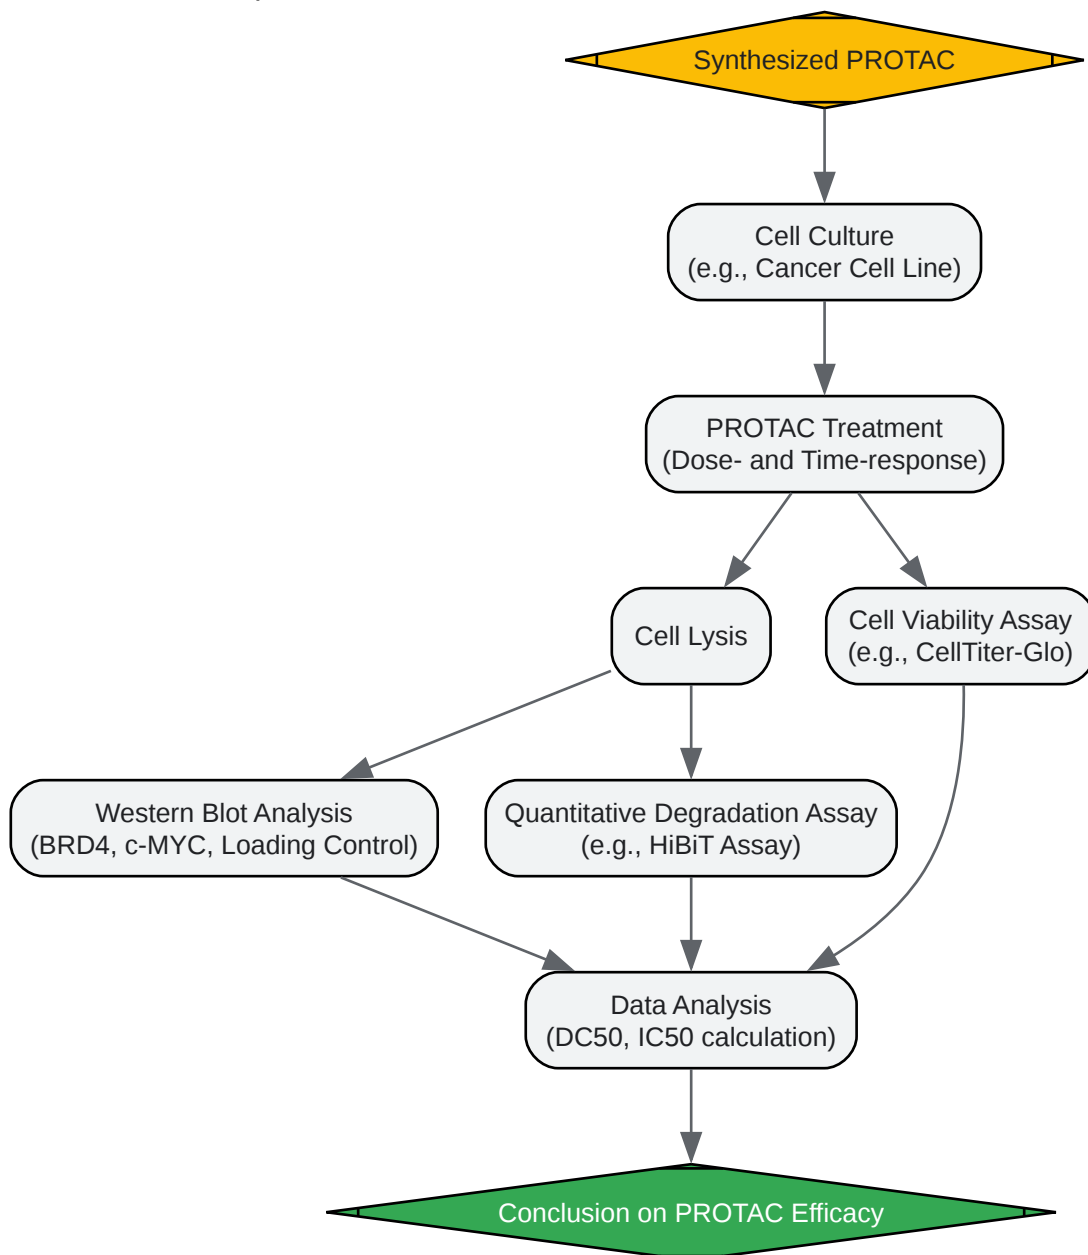 Synthesized PROTAC
Cell Culture
(e.g., Cancer Cell Line)
PROTAC Treatment
(Dose- and Time-response)
Cell Lysis
Cell Viability Assay
(e.g., CellTiter-Glo)
Western Blot Analysis
(BRD4, c-MYC, Loading Control)
Quantitative Degradation Assay
(e.g., HiBiT Assay)
Data Analysis
(DC50, IC50 calculation)
Conclusion on PROTAC Efficacy